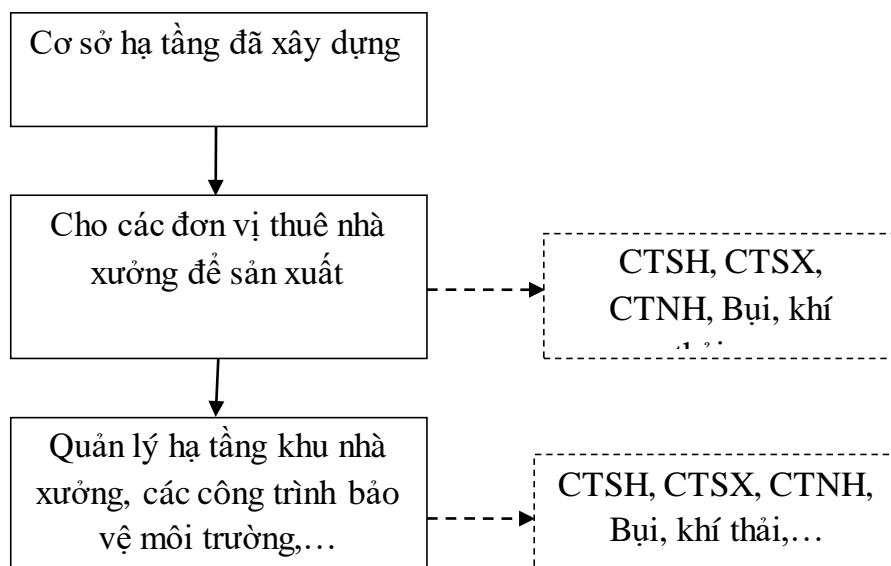 Cơ sở hạ tầng đã xây dựng
Cho các đơn vị thuê nhà
xưởng để sản xuất
CTSH, CTSX,
CTNH, Bụi, khí
Quản lý hạ tầng khu nhà
xưởng, các công trình bảo
vệ môi trường,…
CTSH, CTSX, CTNH,
Bụi, khí thải,…